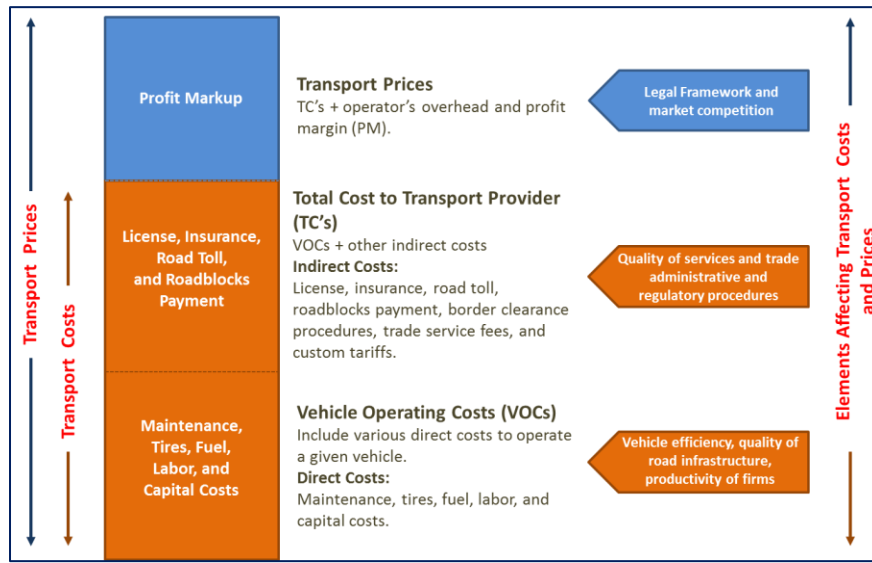 Transport Prices
Transport Costs
Profit Markup
License, Insurance,
Road Toll,
and Roadblocks
Payment
Maintenance,
Tires, Fuel,
Labor, and
Capital Costs
Transport Prices
TC's + operator's overhead and profit
margin (PM).
Total Cost to Transport Provider
(TC's)
VOCs + other indirect costs
Indirect Costs:
License, insurance, road toll,
roadblocks payment, border clearance
procedures, trade service fees, and
custom tariffs.
Vehicle Operating Costs (VOCs)
Include various direct costs to operate
a given vehicle.
Direct Costs:
Maintenance, tires, fuel, labor, and
capital costs.
Legal Framework and
market competition
Quality of services and trade
administrative and
regulatory procedures
Vehicle efficiency, quality of
road infrastructure,
productivity of firms
Elements Affecting Transport Costs
and Prices